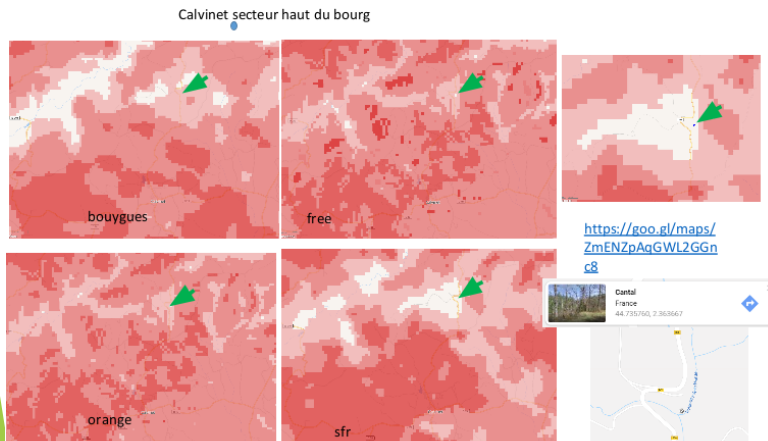 Calvinet secteur haut du bourg
bouygues
free
https://goo.gl/maps/
ZmENZpAqGWL2GGn
c8
Cantal
France
44.735760, 2.363667
orange
sfr